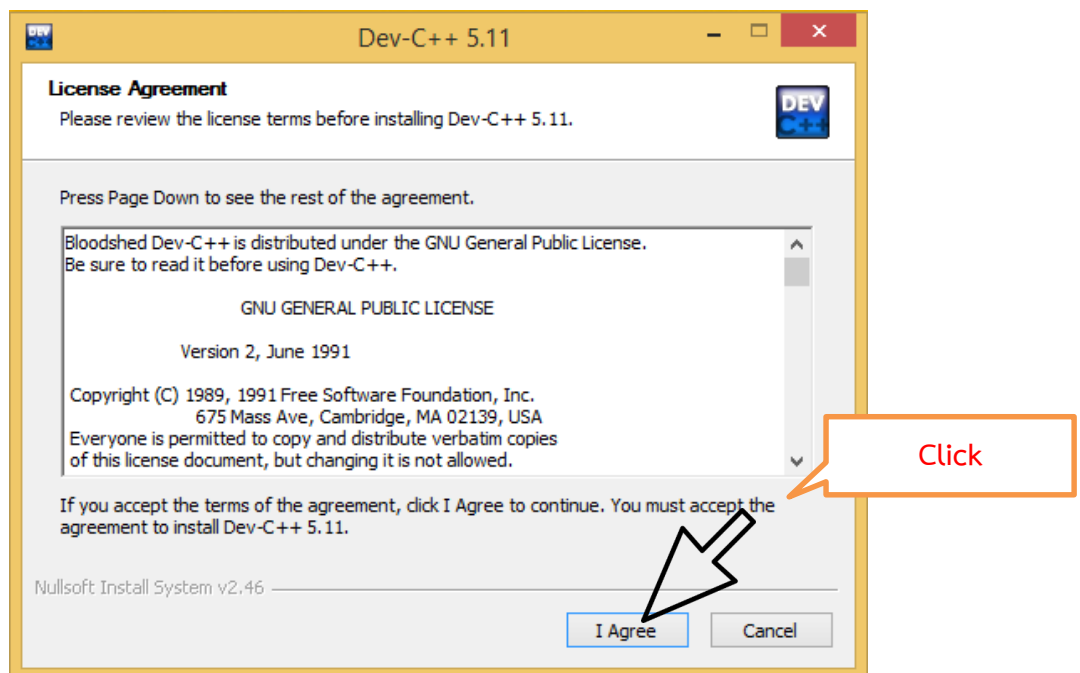 DEV
C++
Dev-C++ 5.11
License Agreement
Please review the license terms before installing Dev-C++ 5.11.
DEV
C++
Press Page Down to see the rest of the agreement.
Bloodshed Dev-C++ is distributed under the GNU General Public License.
Be sure to read it before using Dev-C++.
GNU GENERAL PUBLIC LICENSE
Version 2, June 1991
Copyright (C) 1989, 1991 Free Software Foundation, Inc.
675 Mass Ave, Cambridge, MA 02139, USA
Everyone is permitted to copy and distribute verbatim copies
of this license document, but changing it is not allowed.
Click
If you accept the terms of the agreement, click I Agree to continue. You must accept the
agreement to install Dev-C++ 5.11.
Nullsoft Install System v2.46
I Agree
Cancel